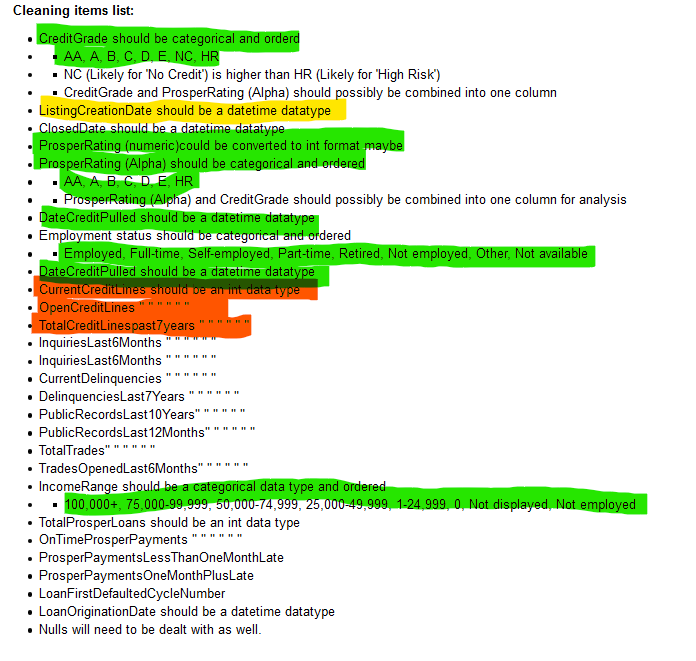 Cleaning items list:
CreditGrade should be categorical and orderd
AA, A, B, C, D, E, NC, HR
NC (Likely for 'No Credit') is higher than HR (Likely for 'High Risk')
CreditGrade and ProsperRating (Alpha) should possibly be combined into one column
ListingCreationDate should be a datetime datatype
ClosedDate should be a datetime datatype
ProsperRating (numeric)could be converted to int format maybe
ProsperRating (Alpha) should be categorical and ordered
AA, A, B, C, D, E, HR
ProsperRating (Alpha) and CreditGrade should possibly be combined into one column for analysis
DateCreditPulled should be a datetime datatype
Employment status should be categorical and ordered
Employed, Full-time, Self-employed, Part-time, Retired, Not employed, Other, Not available
DateCreditPulled should be a datetime datatype
CurrentCreditLines should be an int data type
OpenCreditLines " " " " " "
TotalCreditLinespast7years " " " " " "
InquiriesLast6Months " " " " " "
InquiriesLast6Months " " " " " "
CurrentDelinquencies " " " " " "
DelinquenciesLast7Years " " " " " "
PublicRecordsLast10Years" " " " " "
PublicRecordsLast12Months" " " " " "
TotalTrades" " " " " "
TradesOpenedLast6Months" " " " " "
IncomeRange should be a categorical data type and ordered
100,000+, 75,000-99,999, 50,000-74,999, 25,000-49,999, 1-24,999, 0, Not displayed, Not employed
TotalProsperLoans should be an int data type
OnTimeProsperPayments " " " " " "
ProsperPaymentsLessThanOneMonthLate
ProsperPaymentsOneMonthPlusLate
LoanFirstDefaultedCycleNumber
LoanOriginationDate should be a datetime datatype
Nulls will need to be dealt with as well.